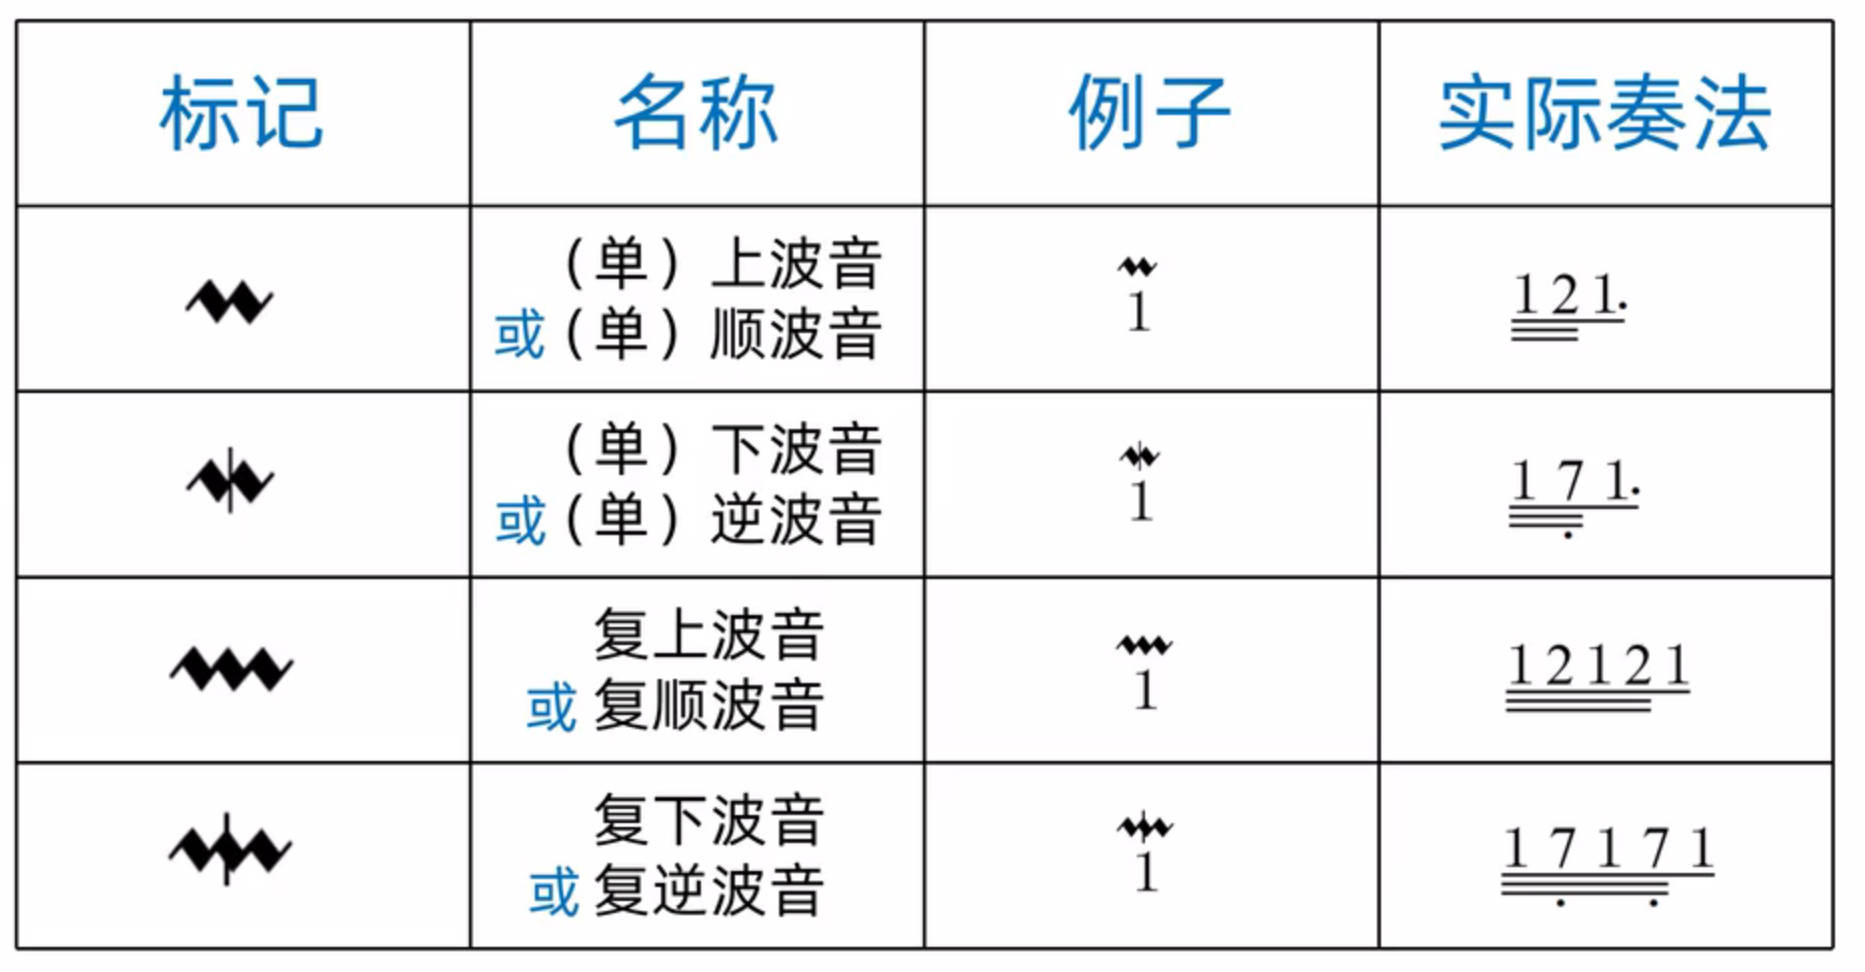 标记 名称 例子 实际奏法
（单）上波音
或（单）顺波音
1
1 2 1.
（单）下波音
或（单）逆波音
1
1 7 1.
复上波音
或 复顺波音
1
1 2 1 2 1
复下波音
或 复逆波音
1
1 7 1 7 1